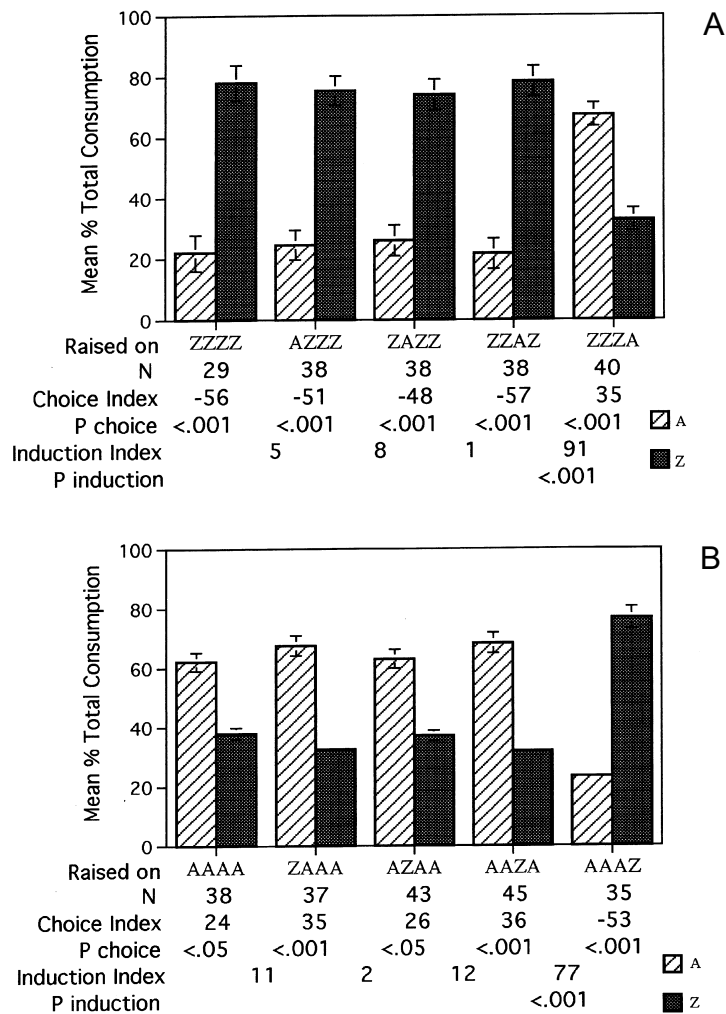 A
Mean % Total Consumption
100
80
60
40
20
0
Raised on ZZZZ AZZZ ZAZZ ZZAZ ZZZA
N 29 38 38 38 40
Choice Index -56 -51 -48 -57 35
P choice <.001 <.001 <.001 <.001 <.001
A
Induction Index 5 8 1 91
Z
P induction <.001
B
Mean % Total Consumption
100
80
60
40
20
0
Raised on AAAA ZAAA AZAA AAZA AAAZ
N 38 37 43 45 35
Choice Index 24 35 26 36 -53
P choice <.05 <.001 <.05 <.001 <.001
A
Induction Index 11 2 12 77
P induction <.001
Z